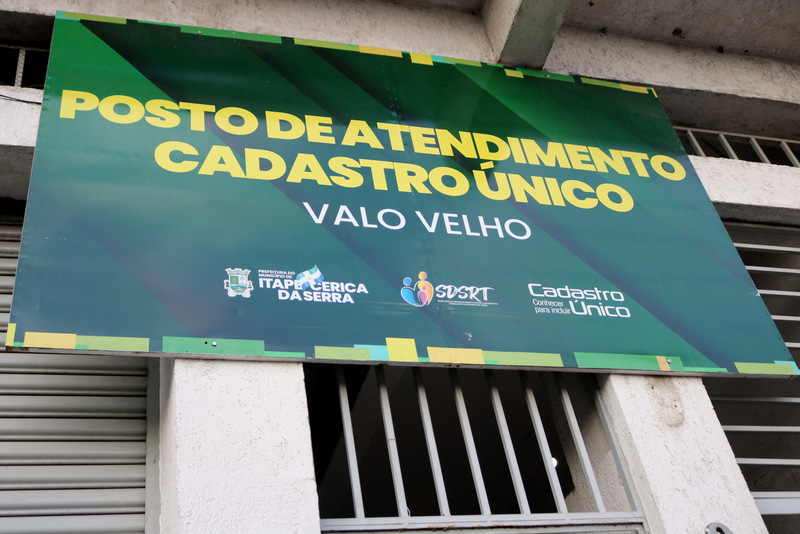 POSTO DE ATENDIMENTO
CADASTRO ÚNICO
VALO VELHO
PREFEITURA DO
MUNICÍPIO DE
ITAPECERICA
DA SERRA
SDSRT
Cadastro
Conhecer
para incluir
Único